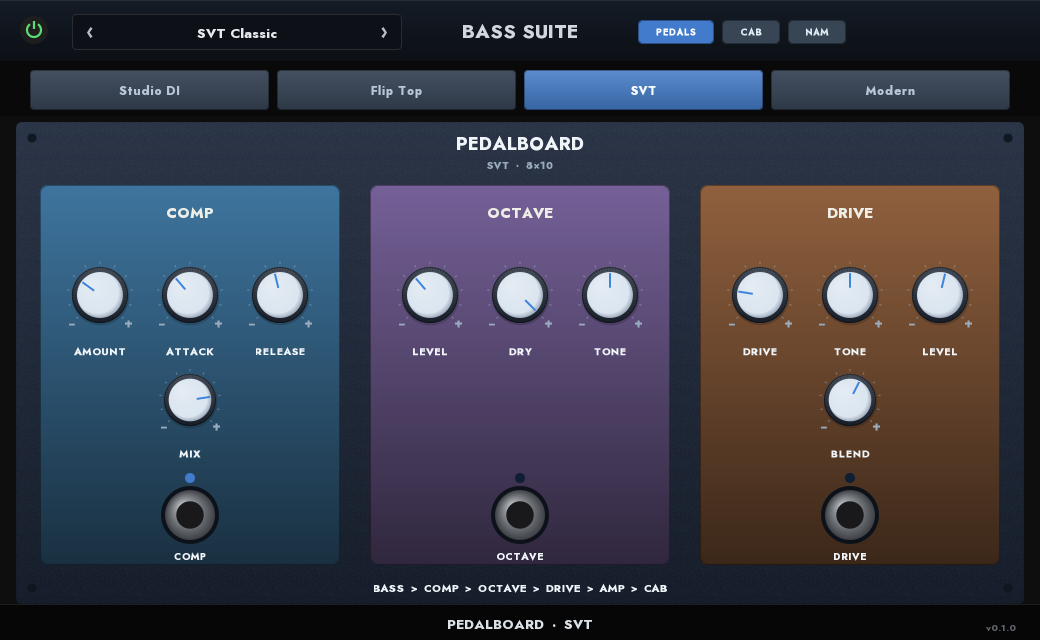 ‹ SVT Classic ›
BASS SUITE
PEDALS CAB NAM
Studio DI Flip Top SVT Modern
PEDALBOARD
SVT · 8x10
COMP OCTAVE DRIVE
- + - + - + - + - + - + - + - + - +
AMOUNT ATTACK RELEASE LEVEL DRY TONE DRIVE TONE LEVEL
- + - +
MIX BLEND
COMP OCTAVE DRIVE
BASS > COMP > OCTAVE > DRIVE > AMP > CAB
PEDALBOARD · SVT
v0.1.0